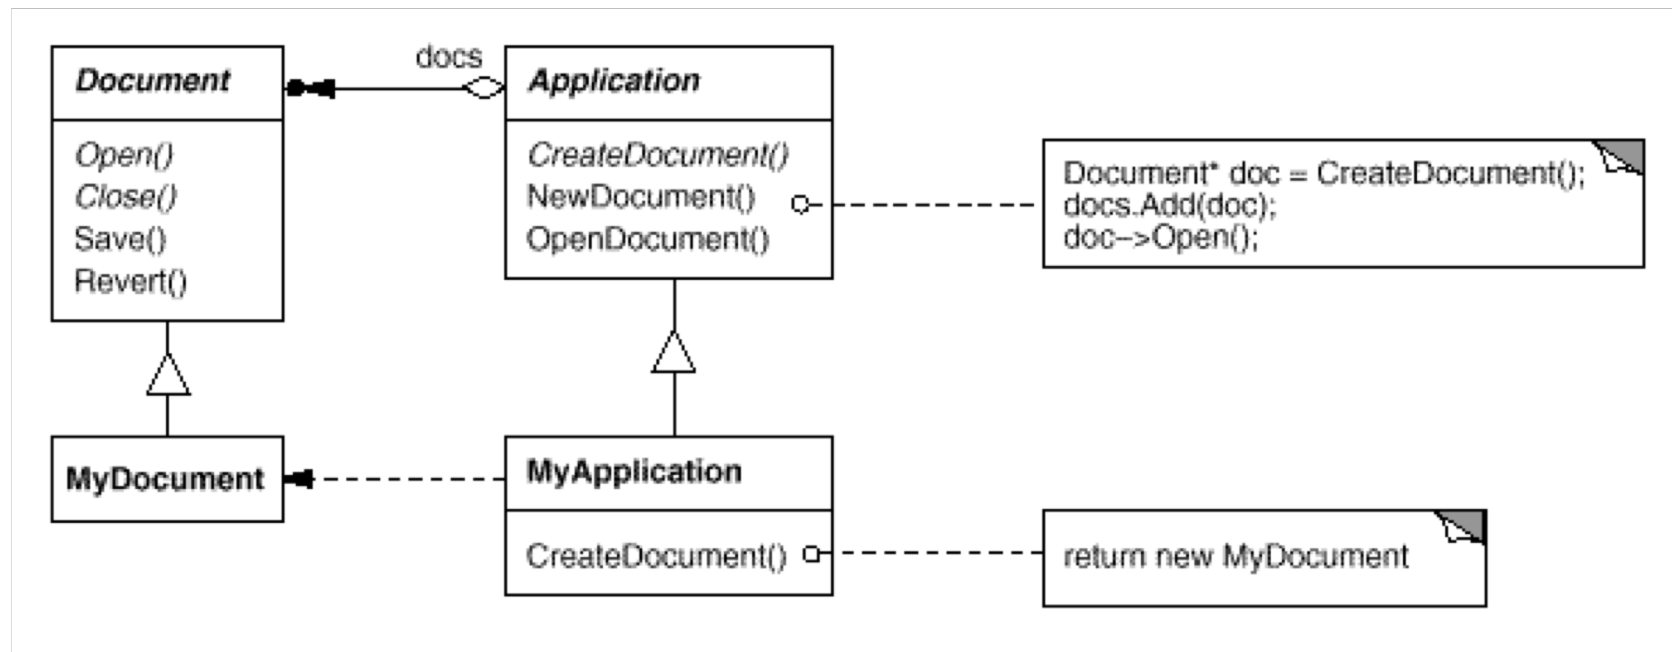 Document
Open()
Close()
Save()
Revert()
docs
Application
CreateDocument()
NewDocument()
OpenDocument()
Document* doc = CreateDocument();
docs.Add(doc);
doc->Open();
MyDocument
MyApplication
CreateDocument()
return new MyDocument